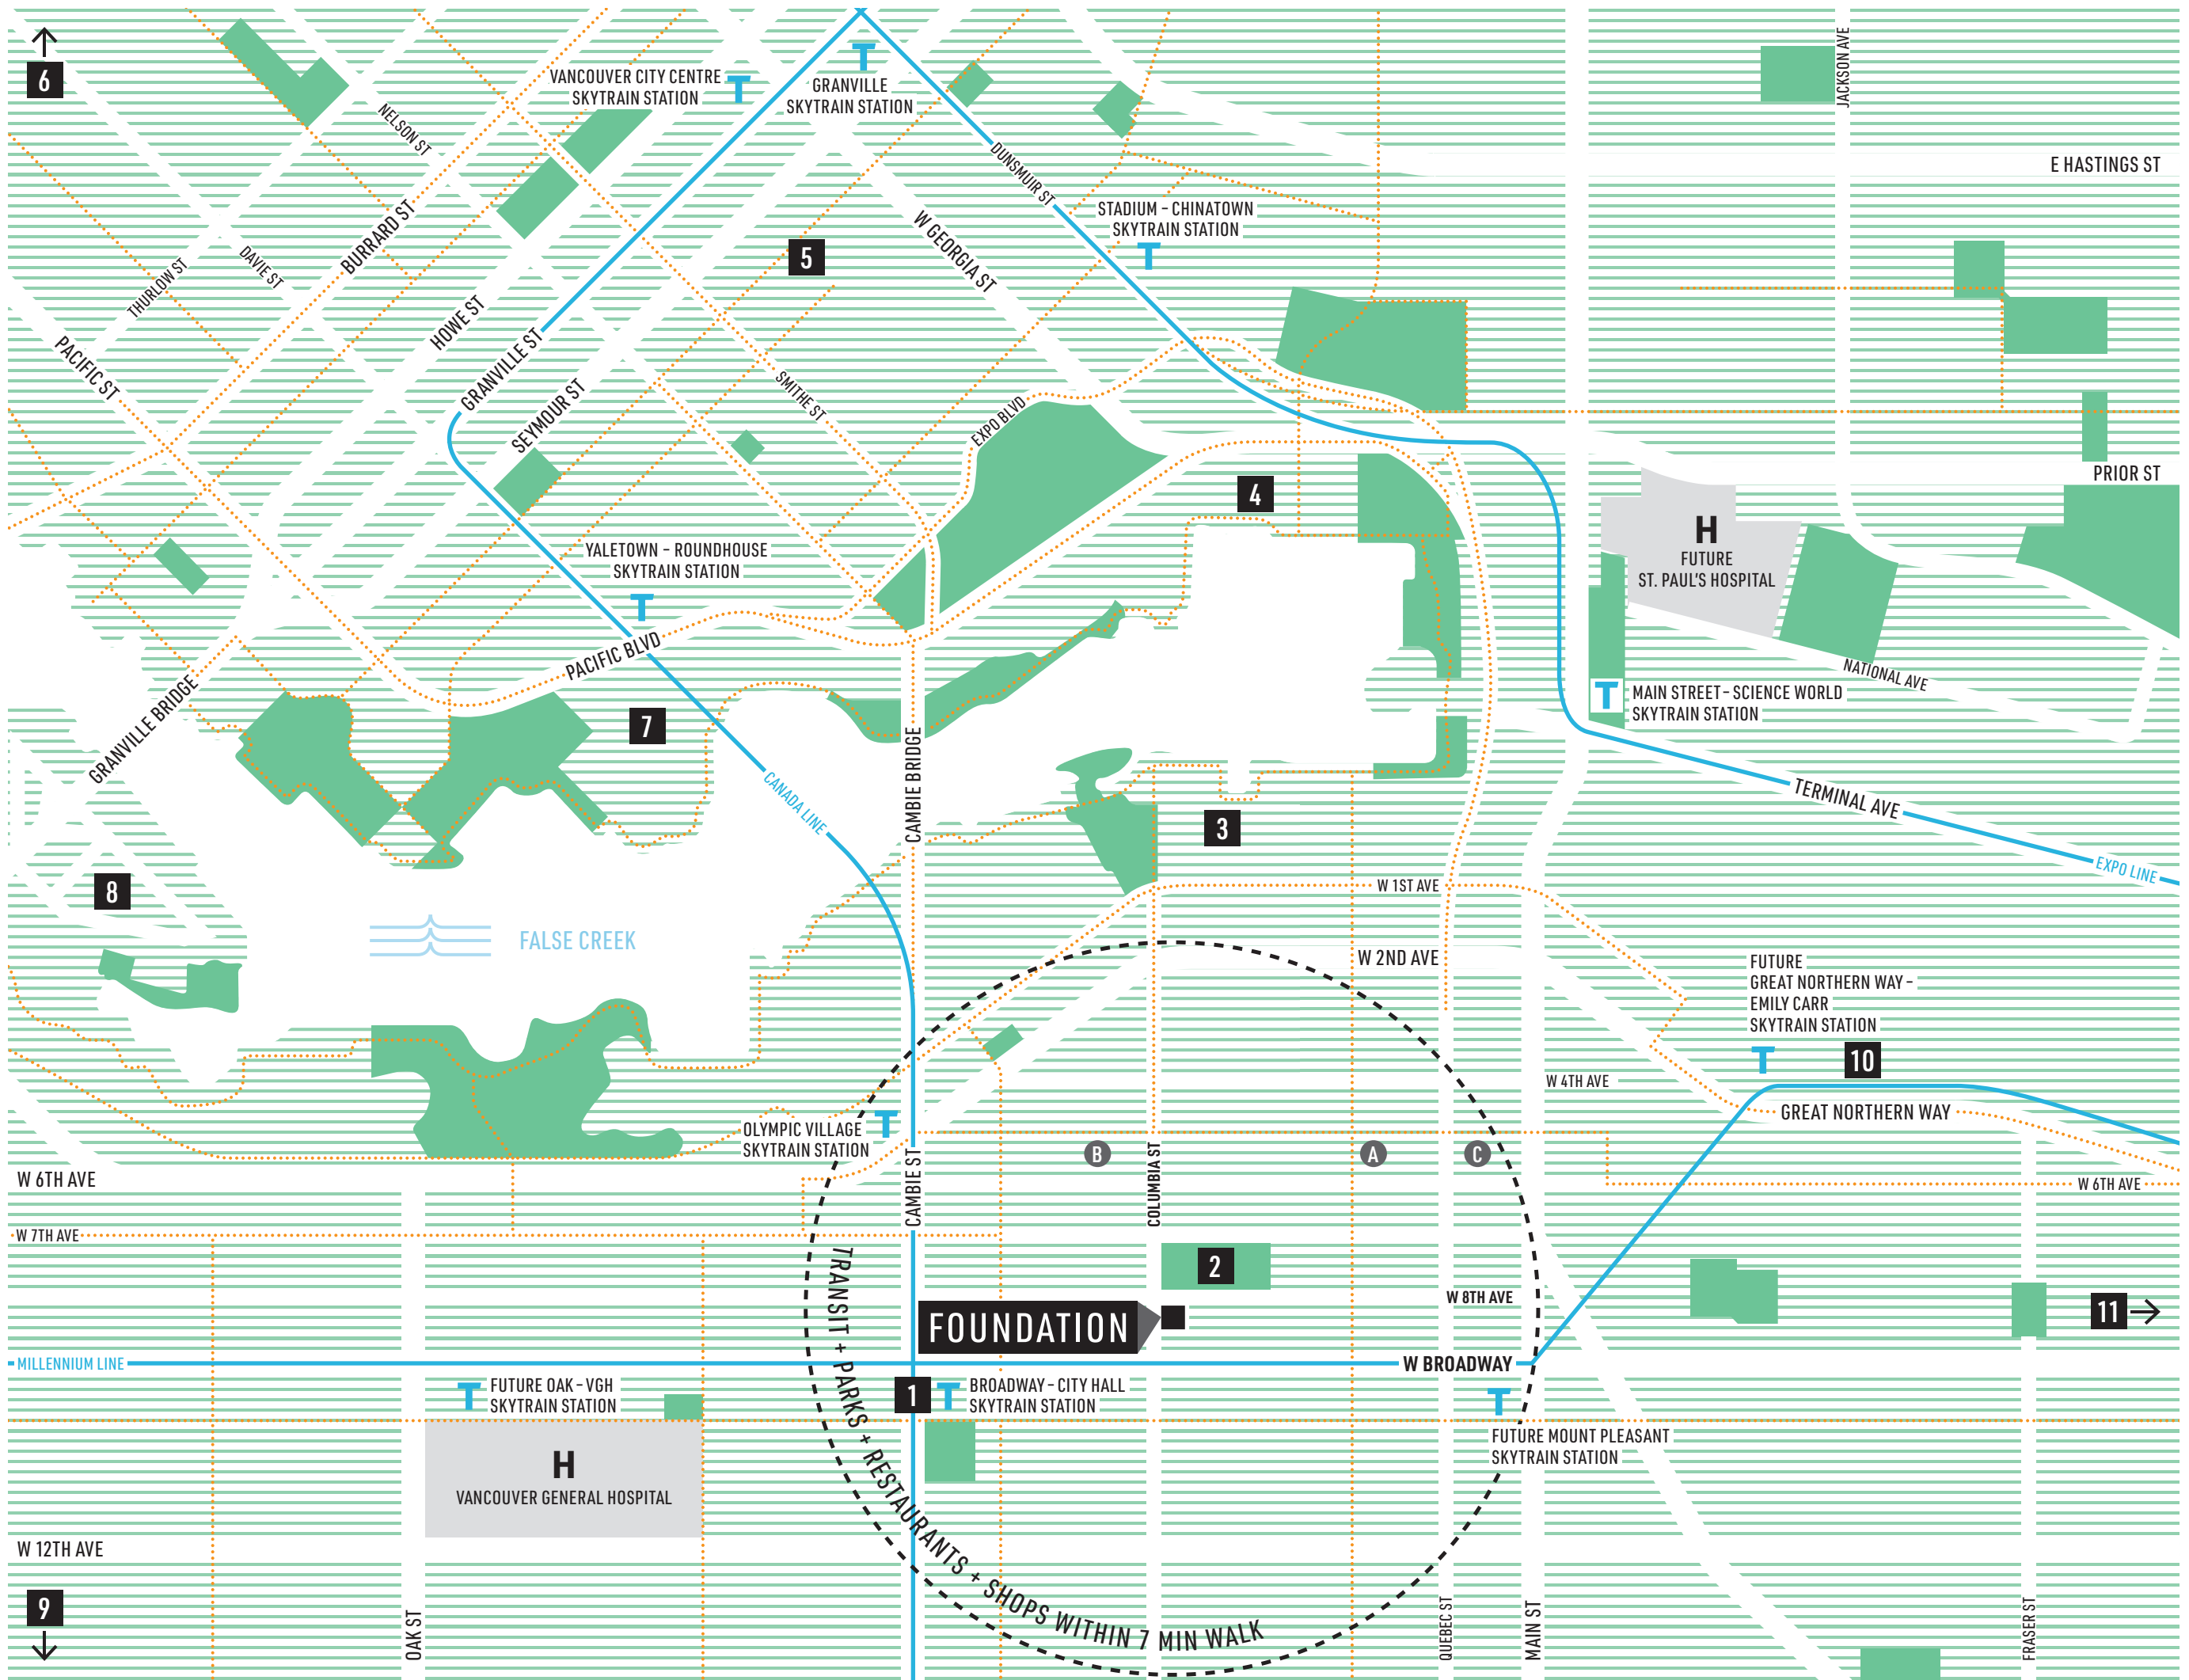 6
VANCOUVER CITY CENTRE
SKYTRAIN STATION
T
T
GRANVILLE
SKYTRAIN STATION
JACKSON AVE
NELSON ST
DUNSMUIR ST
E HASTINGS ST
STADIUM – CHINATOWN
SKYTRAIN STATION
T
BURRARD ST
DAVIE ST
THURLOW ST
5
W GEORGIA ST
HOWE ST
PACIFIC ST
GRANVILLE ST
SEYMOUR ST
SMITHE ST
EXPO BLVD
PRIOR ST
4
H
FUTURE
ST. PAUL'S HOSPITAL
YALETOWN – ROUNDHOUSE
SKYTRAIN STATION
T
PACIFIC BLVD
NATIONAL AVE
T
MAIN STREET – SCIENCE WORLD
SKYTRAIN STATION
GRANVILLE BRIDGE
7
CANADA LINE
CAMBIE BRIDGE
TERMINAL AVE
3
EXPO LINE
8
W 1ST AVE
FALSE CREEK
W 2ND AVE
FUTURE
GREAT NORTHERN WAY –
EMILY CARR
SKYTRAIN STATION
T
10
W 4TH AVE
GREAT NORTHERN WAY
OLYMPIC VILLAGE
SKYTRAIN STATION
T
B
A
C
W 6TH AVE
CAMBIE ST
COLUMBIA ST
W 6TH AVE
W 7TH AVE
2
W 8TH AVE
FOUNDATION
11
MILLENNIUM LINE
W BROADWAY
T
FUTURE OAK – VGH
SKYTRAIN STATION
1
T
BROADWAY – CITY HALL
SKYTRAIN STATION
T
FUTURE MOUNT PLEASANT
SKYTRAIN STATION
H
VANCOUVER GENERAL HOSPITAL
TRANSIT + PARKS + RESTAURANTS + SHOPS WITHIN 7 MIN WALK
W 12TH AVE
9
OAK ST
QUEBEC ST
MAIN ST
FRASER ST